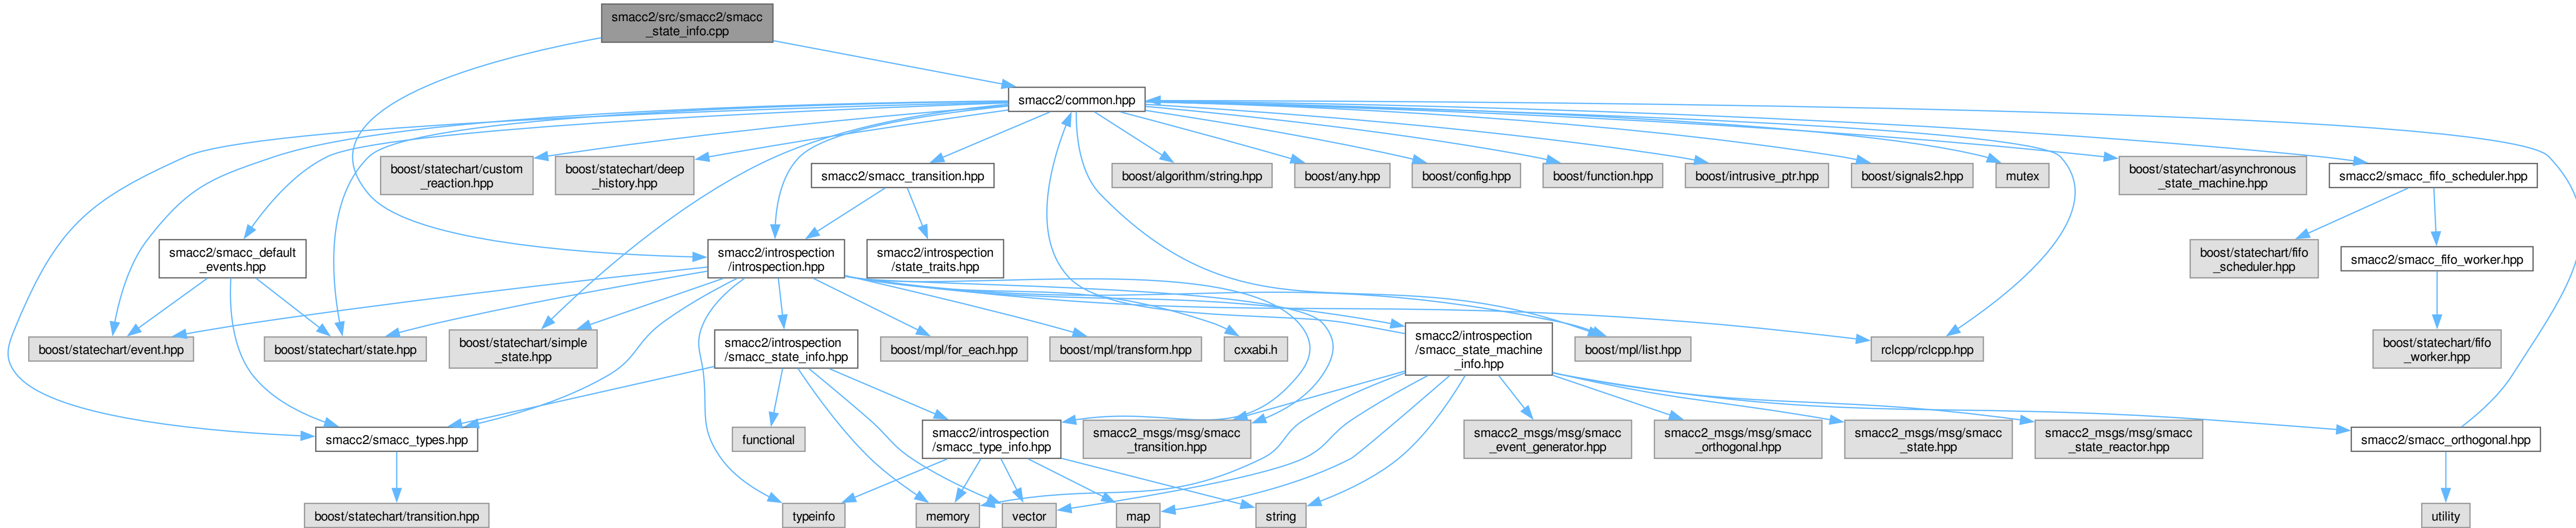 smacc2/src/smacc2/smacc
_state_info.cpp
smacc2/common.hpp
boost/statechart/custom
_reaction.hpp
boost/statechart/deep
_history.hpp
smacc2/smacc_transition.hpp
boost/algorithm/string.hpp
boost/any.hpp
boost/config.hpp
boost/function.hpp
boost/intrusive_ptr.hpp
boost/signals2.hpp
mutex
boost/statechart/asynchronous
_state_machine.hpp
smacc2/smacc_fifo_scheduler.hpp
smacc2/smacc_default
_events.hpp
smacc2/introspection
/introspection.hpp
smacc2/introspection
/state_traits.hpp
boost/statechart/fifo
_scheduler.hpp
smacc2/smacc_fifo_worker.hpp
boost/statechart/event.hpp
boost/statechart/state.hpp
boost/statechart/simple
_state.hpp
smacc2/introspection
/smacc_state_info.hpp
boost/mpl/for_each.hpp
boost/mpl/transform.hpp
cxxabi.h
smacc2/introspection
/smacc_state_machine
_info.hpp
boost/mpl/list.hpp
rclcpp/rclcpp.hpp
boost/statechart/fifo
_worker.hpp
smacc2/smacc_types.hpp
functional
smacc2/introspection
/smacc_type_info.hpp
smacc2_msgs/msg/smacc
_transition.hpp
smacc2_msgs/msg/smacc
_event_generator.hpp
smacc2_msgs/msg/smacc
_orthogonal.hpp
smacc2_msgs/msg/smacc
_state.hpp
smacc2_msgs/msg/smacc
_state_reactor.hpp
smacc2/smacc_orthogonal.hpp
boost/statechart/transition.hpp
typeinfo
memory
vector
map
string
utility